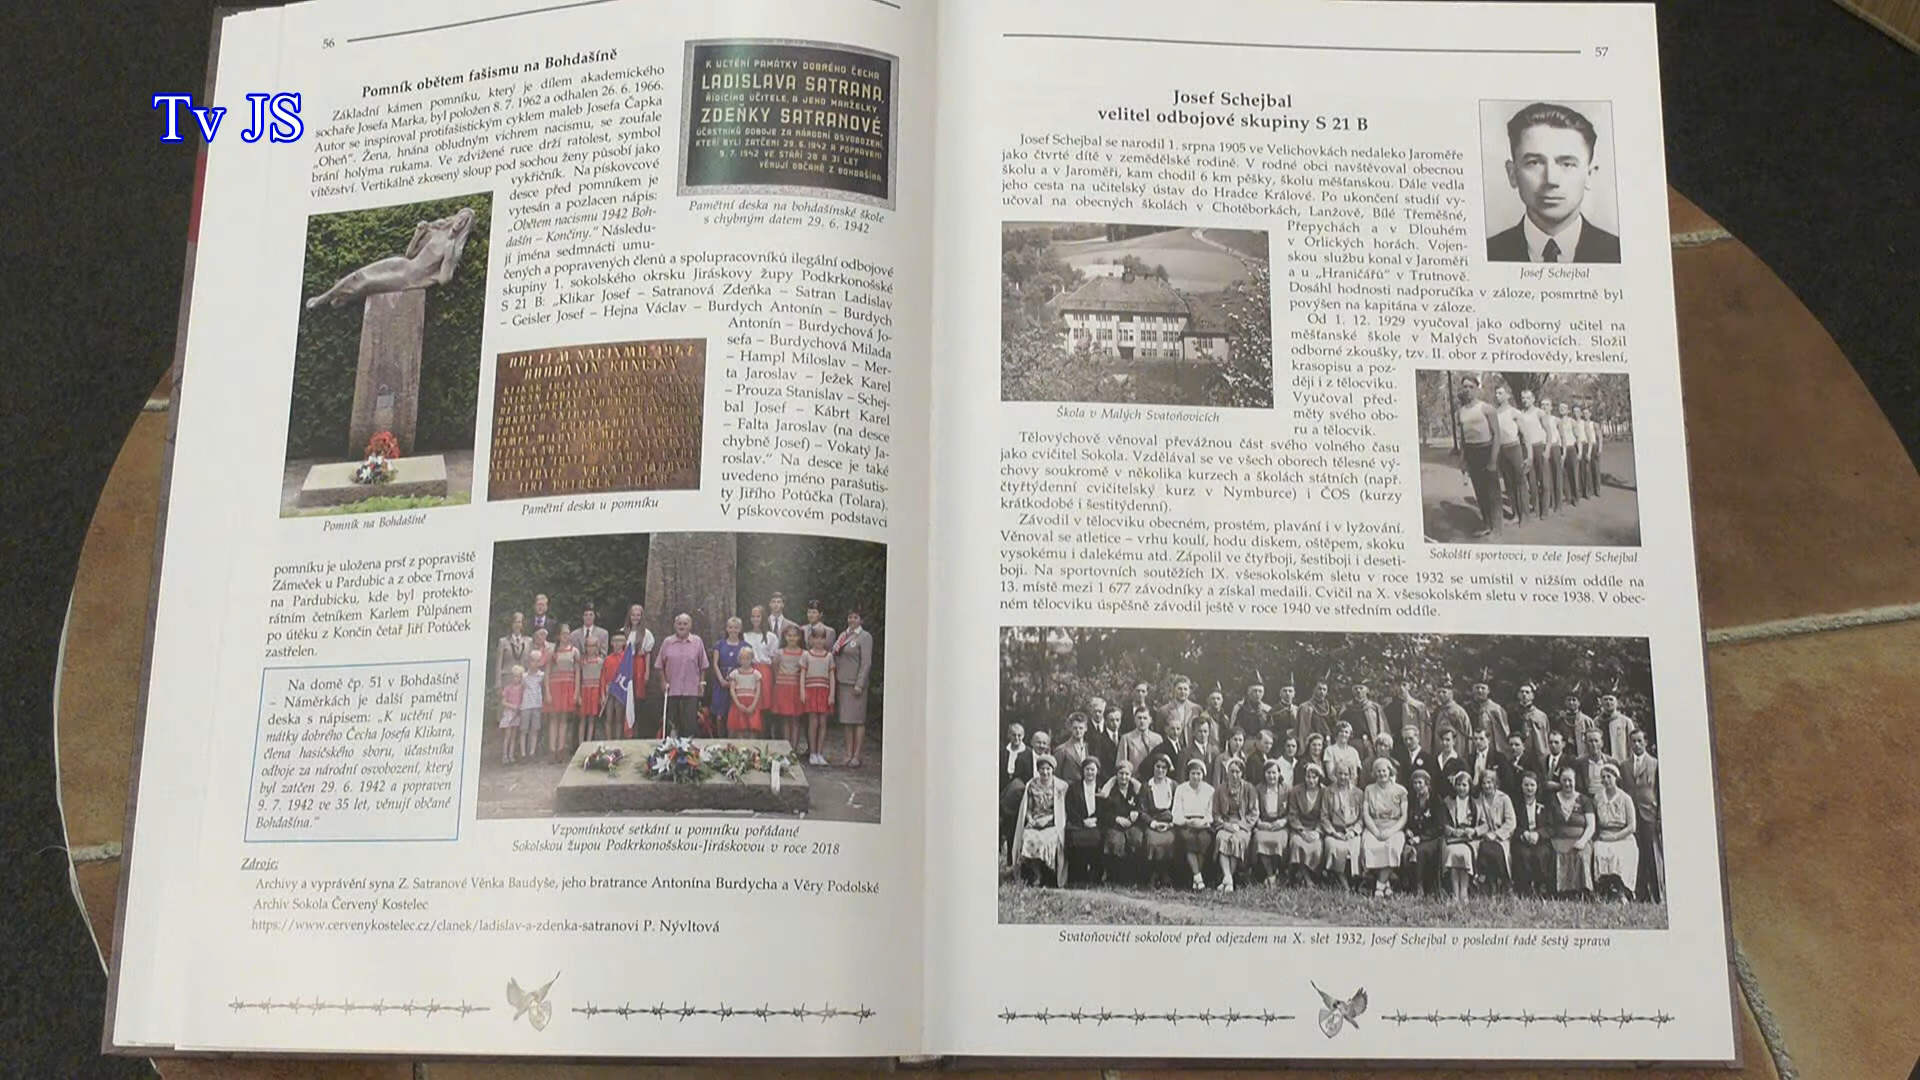 Tv JS
56
Pomník obětem fašismu na Bohdašíně
Základní kámen pomníku, který je dílem akademického
sochaře Josefa Marka, byl položen 8. 7. 1962 a odhalen 26. 6. 1966.
Autor se inspiroval protifašistickým cyklem maleb Josefa Čapka
„Oheň“. Žena, hnána obludným vichrem nacismu, se zoufale
brání holýma rukama. Ve zdvižené ruce drží ratolest, symbol
vítězství. Vertikálně zkosený sloup pod sochou ženy působí jako
vykřičník. Na pískovcové
desce před pomníkem je
vytesán a pozlacen nápis:
„Obětem nacismu 1942 Boh-
dašín – Končiny.“ Následu-
jí jména sedmnácti umu-
čených a popravených členů a spolupracovníků ilegální odbojové
skupiny 1. sokolského okrsku Jiráskovy župy Podkrkonošské
S 21 B: „Klikar Josef – Satranová Zdeňka – Satran Ladislav
– Geisler Josef – Hejna Václav – Burdych Antonín – Burdych
Antonín – Burdychová Jo-
sefa – Burdychová Milada
– Hampl Miloslav – Mer-
ta Jaroslav – Ježek Karel
– Prouza Stanislav – Schej-
bal Josef – Kábrt Karel
– Falta Jaroslav (na desce
chybně Josef) – Vokatý Ja-
roslav.“ Na desce je také
uvedeno jméno parašutis-
ty Jiřího Potůčka (Tolara).
V pískovcovém podstavci
K UCTĚNÍ PAMÁTKY DOBRÉHO ČECHA
LADISLAVA SATRANA,
ŘÍDÍCÍHO UČITELE, A JEHO MANŽELKY
ZDEŇKY SATRANOVÉ,
ÚČASTNÍKŮ ODBOJE ZA NÁRODNÍ OSVOBOZENÍ,
KTEŘÍ BYLI ZATČENI 29.6.1942 A POPRAVENI
9.7.1942 VE STÁŘÍ 28 A 31 LET
VĚNUJÍ OBČANÉ Z BOHDAŠÍNA
Pamětní deska na bohdašínské škole
s chybným datem 29. 6. 1942
Pomník na Bohdašíně
Pamětní deska u pomníku
pomníku je uložena prsť z popraviště
Zámeček u Pardubic a z obce Trnová
na Pardubicku, kde byl protekto-
rátním četníkem Karlem Půlpánem
po útěku z Končin četař Jiří Potůček
zastřelen.
Na domě čp. 51 v Bohdašíně
– Náměrkách je další pamětní
deska s nápisem: „K uctění pa-
mátky dobrého Čecha Josefa Klikara,
člena hasičského sboru, účastníka
odboje za národní osvobození, který
byl zatčen 29. 6. 1942 a popraven
9. 7. 1942 ve 35 let, věnují občané
Bohdašína.“
Vzpomínkové setkání u pomníku pořádané
Sokolskou župou Podkrkonošskou-Jiráskovou v roce 2018
Zdroje:
Archivy a vyprávění syna Z. Satranové Věnka Baudyše, jeho bratrance Antonína Burdycha a Věry Podolské
Archiv Sokola Červený Kostelec
https://www.cervenykostelec.cz/clanek/ladislav-a-zdenka-satranovi P. Nývltová
57
Josef Schejbal
velitel odbojové skupiny S 21 B
Josef Schejbal se narodil 1. srpna 1905 ve Velichovkách nedaleko Jaroměře
jako čtvrté dítě v zemědělské rodině. V rodné obci navštěvoval obecnou
školu a v Jaroměři, kam chodil 6 km pěšky, školu měšťanskou. Dále vedla
jeho cesta na učitelský ústav do Hradce Králové. Po ukončení studií vy-
učoval na obecných školách v Chotěborkách, Lanžově, Bílé Třemešné,
Přepychách a v Dlouhém
v Orlických horách. Vojen-
skou službu konal v Jaroměři
a u „Hraničářů“ v Trutnově.
Dosáhl hodnosti nadporučíka v záloze, posmrtně byl
povýšen na kapitána v záloze.
Od 1. 12. 1929 vyučoval jako odborný učitel na
měšťanské škole v Malých Svatoňovicích. Složil
odborné zkoušky, tzv. II. obor z přírodovědy, kreslení,
krasopisu a poz-
ději i z tělocviku.
Vyučoval před-
měty svého obo-
ru a tělocvik.
Josef Schejbal
Škola v Malých Svatoňovicích
Tělovýchově věnoval převážnou část svého volného času
jako cvičitel Sokola. Vzdělával se ve všech oborech tělesné vý-
chovy soukromě v několika kurzech a školách státních (např.
čtyřtýdenní cvičitelský kurz v Nymburce) i ČOS (kurzy
krátkodobé i šestitýdenní).
Závodil v tělocviku obecném, prostém, plavání i v lyžování.
Věnoval se atletice – vrhu koulí, hodu diskem, oštěpem, skoku
vysokému i dalekému atd. Zápolil ve čtyřboji, šestiboji i deseti-
boji. Na sportovních soutěžích IX. všesokolském sletu v roce 1932 se umístil v nižším oddíle na
13. místě mezi 1 677 závodníky a získal medaili. Cvičil na X. všesokolském sletu v roce 1938. V obec-
ném tělocviku úspěšně závodil ještě v roce 1940 ve středním oddíle.
Sokolští sportovci, v čele Josef Schejbal
Svatoňovičtí sokolové před odjezdem na X. slet 1932, Josef Schejbal v poslední řadě šestý zprava